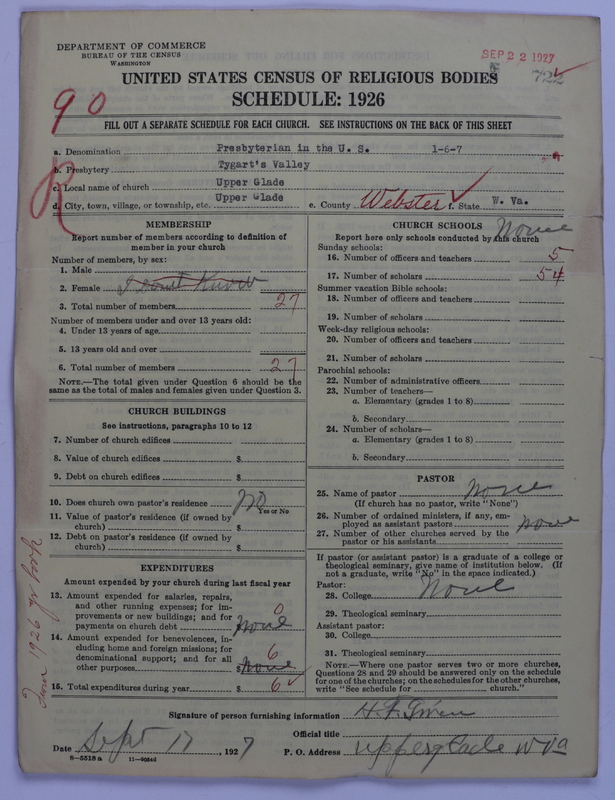 DEPARTMENT OF COMMERCE
BUREAU OF THE CENSUS
WASHINGTON
SEP 22 1927
UNITED STATES CENSUS OF RELIGIOUS BODIES
SCHEDULE: 1926
90
FILL OUT A SEPARATE SCHEDULE FOR EACH CHURCH. SEE INSTRUCTIONS ON THE BACK OF THIS SHEET
a. Denomination Presbyterian in the U. S. 1-6-7
b. Presbytery Tygart's Valley
c. Local name of church Upper Glade
d. City, town, village, or township, etc. Upper Glade e. County Webster f. State W. Va.
MEMBERSHIP
Report number of members according to definition of member in your church
Number of members, by sex:
1. Male
2. Female I dont Know
3. Total number of members 27
Number of members under and over 13 years old:
4. Under 13 years of age
5. 13 years old and over
6. Total number of members 27
NOTE.—The total given under Question 6 should be the same as the total of males and females given under Question 3.
CHURCH BUILDINGS
See instructions, paragraphs 10 to 12
7. Number of church edifices
8. Value of church edifices $
9. Debt on church edifices $
10. Does church own pastor's residence no
Yes or No
11. Value of pastor's residence (if owned by church) $
12. Debt on pastor's residence (if owned by church) $
EXPENDITURES
Amount expended by your church during last fiscal year
13. Amount expended for salaries, repairs, and other running expenses; for improvements or new buildings; and for payments on church debt 0 none
14. Amount expended for benevolences, including home and foreign missions; for denominational support; and for all other purposes $ 6 none
15. Total expenditures during year $ 6
CHURCH SCHOOLS
None
Report here only schools conducted by this church
Sunday schools:
16. Number of officers and teachers 5
17. Number of scholars 54
Summer vacation Bible schools:
18. Number of officers and teachers
19. Number of scholars
Week-day religious schools:
20. Number of officers and teachers
21. Number of scholars
Parochial schools:
22. Number of administrative officers
23. Number of teachers—
a. Elementary (grades 1 to 8)
b. Secondary
24. Number of scholars—
a. Elementary (grades 1 to 8)
b. Secondary
PASTOR
25. Name of pastor None
(If church has no pastor, write "None")
26. Number of ordained ministers, if any, employed as assistant pastors none
27. Number of other churches served by the pastor or his assistants
If pastor (or assistant pastor) is a graduate of a college or theological seminary, give name of institution below. (If not a graduate, write "No" in the space indicated.)
Pastor:
28. College None
29. Theological seminary
Assistant pastor:
30. College
31. Theological seminary
NOTE.—Where one pastor serves two or more churches, Questions 28 and 29 should be answered only on the schedule for one of the churches; on the schedules for the other churches, write "See schedule for church."
Signature of person furnishing information
Official title
Date Sept 17, 1927 P. O. Address upperglade W Va
8-5518a 11-9034d